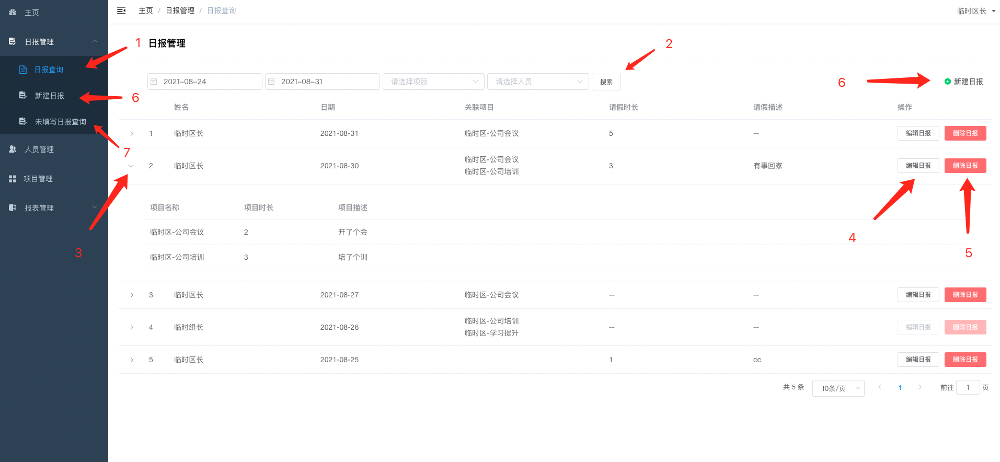 主页
日报管理
日报查询
新建日报
未填写日报查询
人员管理
项目管理
报表管理
主页 / 日报管理 / 日报查询
临时区长
1 日报管理
2
2021-08-24 2021-08-31 请选择项目 请选择人员 搜索
6 新建日报
6
7
3
姓名 日期 关联项目 请假时长 请假描述 操作
1 临时区长 2021-08-31 临时区-公司会议 5 -- 编辑日报 删除日报
2 临时区长 2021-08-30 临时区-公司会议 3 有事回家 编辑日报 删除日报
临时区-公司培训
项目名称 项目时长 项目描述
临时区-公司会议 2 开了个会
临时区-公司培训 3 培了个训
4
5
3 临时区长 2021-08-27 临时区-公司会议 -- -- 编辑日报 删除日报
4 临时组长 2021-08-26 临时区-公司培训 -- -- 编辑日报 删除日报
临时区-学习提升
5 临时区长 2021-08-25 1 cc 编辑日报 删除日报
共 5 条 10条/页 1 前往 1 页